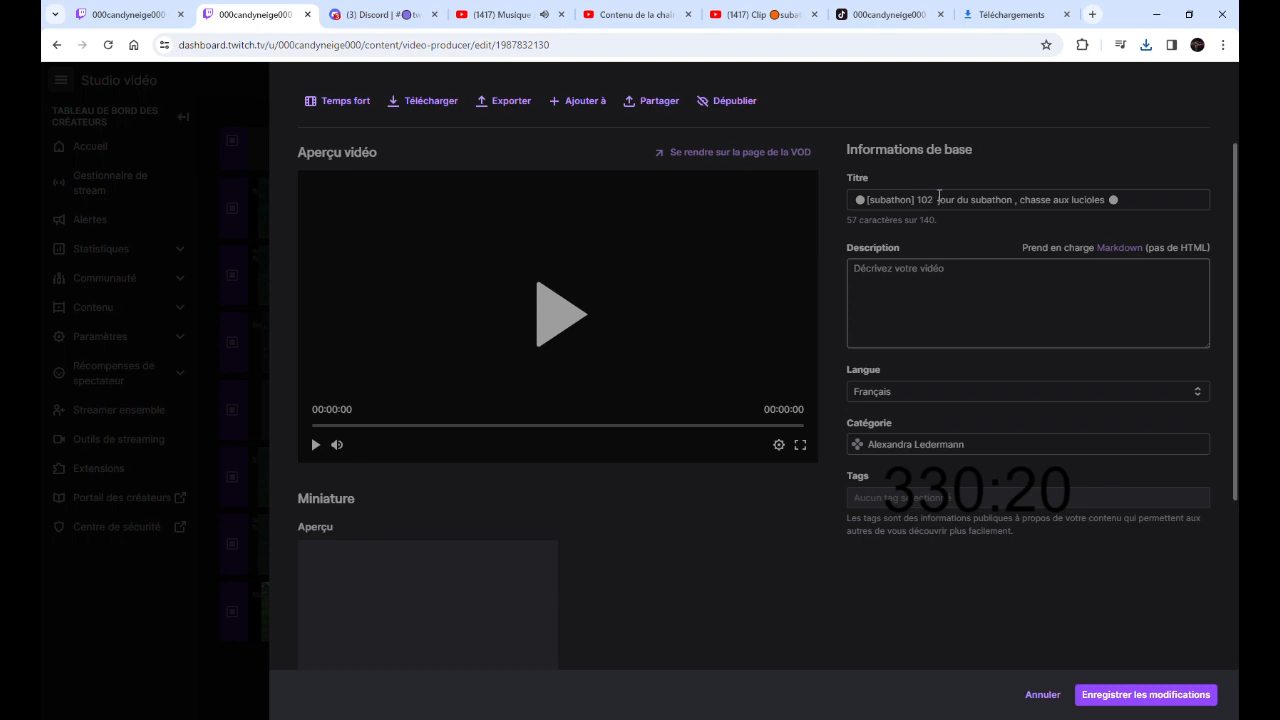 000candyneige000
000candyneige000
(3) Discord | #
(1417) Musique
Contenu de la chaî
(1417) Clip
000candyneige000
Téléchargements
dashboard.twitch.tv/u/000candyneige000/content/video-producer/edit/1987832130
Studio vidéo
TABLEAU DE BORD DES
CRÉATEURS
Accueil
Gestionnaire de
stream
Alertes
Statistiques
Communauté
Contenu
Paramètres
Récompenses de
spectateur
Streamer ensemble
Outils de streaming
Extensions
Portail des créateurs
Centre de sécurité
Temps fort
Télécharger
Exporter
Ajouter à
Partager
Dépublier
Aperçu vidéo
Se rendre sur la page de la VOD
00:00:00
00:00:00
Miniature
Aperçu
Informations de base
Titre
[subathon] 102 jour du subathon , chasse aux lucioles
57 caractères sur 140.
Description
Prend en charge Markdown (pas de HTML)
Décrivez votre vidéo
Langue
Français
Catégorie
Alexandra Ledermann
Tags
330:20
Aucun tag sélectionné
Les tags sont des informations publiques à propos de votre contenu qui permettent aux
autres de vous découvrir plus facilement.
Annuler
Enregistrer les modifications